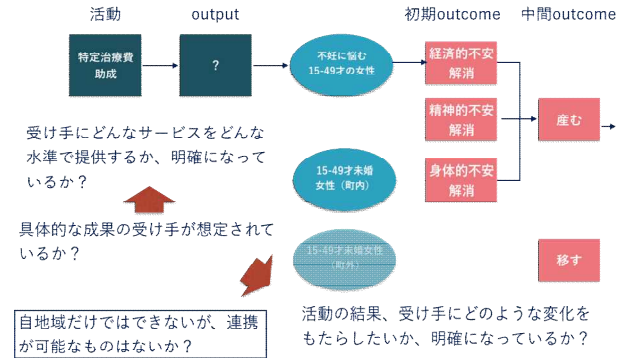 活動
output
初期outcome
中間outcome
特定治療費
助成
?
不妊に悩む
15-49才の女性
経済的不安
解消
精神的不安
解消
産む
受け手にどんなサービスをどんな
水準で提供するか、明確になって
いるか？
15-49才未婚
女性（町内）
身体的不安
解消
具体的な成果の受け手が想定されて
いるか？
15-49才未婚女性
（町外）
移す
自地域だけではできないが、連携
が可能なものはないか？
活動の結果、受け手にどのような変化を
もたらしたいか、明確になっているか？